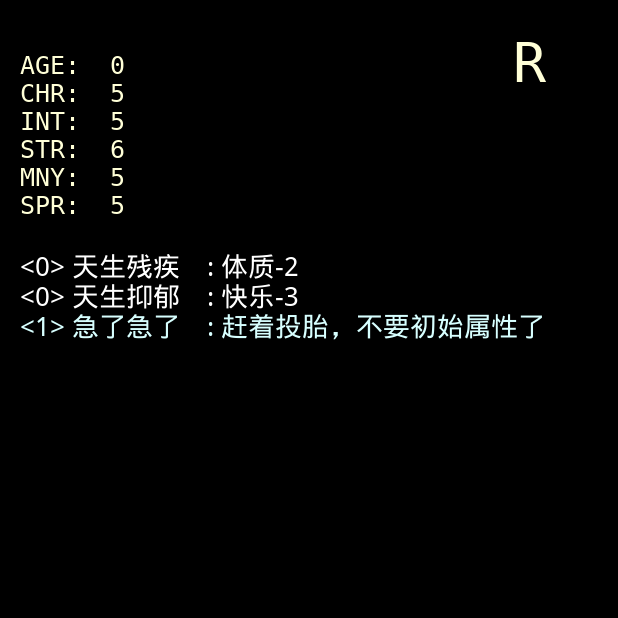 R
AGE: 0
CHR: 5
INT: 5
STR: 6
MNY: 5
SPR: 5
<0> 天生残疾 : 体质-2
<0> 天生抑郁 : 快乐-3
<1> 急了急了 : 赶着投胎，不要初始属性了